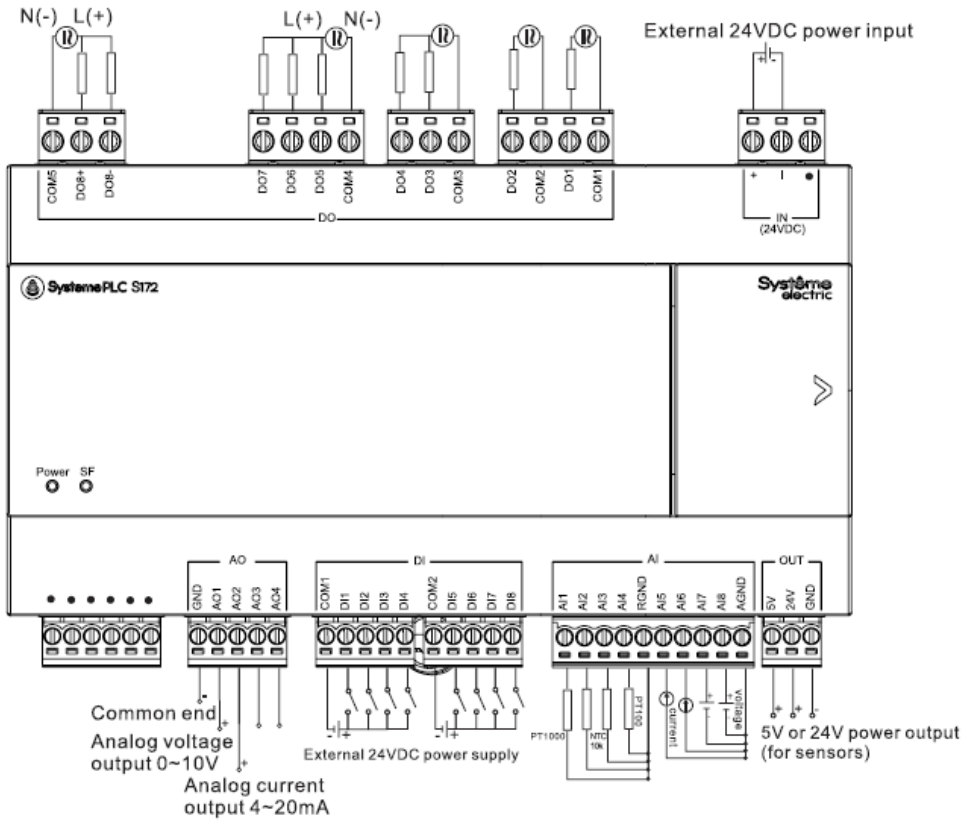 N(-) L(+)
L(+) N(-)
External 24VDC power input
+ -
COM5 DO8+ DO8-
DO7 DO6 DO5 COM4
DO4 DO3 COM3
DO2 COM2 DO1 COM1
+ - •
DO
IN
(24VDC)
SystemePLC S172
Système
electric
Power SF
AO
DI
AI
OUT
GND AO1 AO2 AO3 AO4
COM1 DI1 DI2 DI3 DI4 COM2 DI5 DI6 DI7 DI8
AI1 AI2 AI3 AI4 RGND AI5 AI6 AI7 AI8 AGND
5V 24V GND
Common end
Analog voltage
output 0~10V
Analog current
output 4~20mA
External 24VDC power supply
PT1000
NTC
10k
PT100
current
voltage
5V or 24V power output
(for sensors)